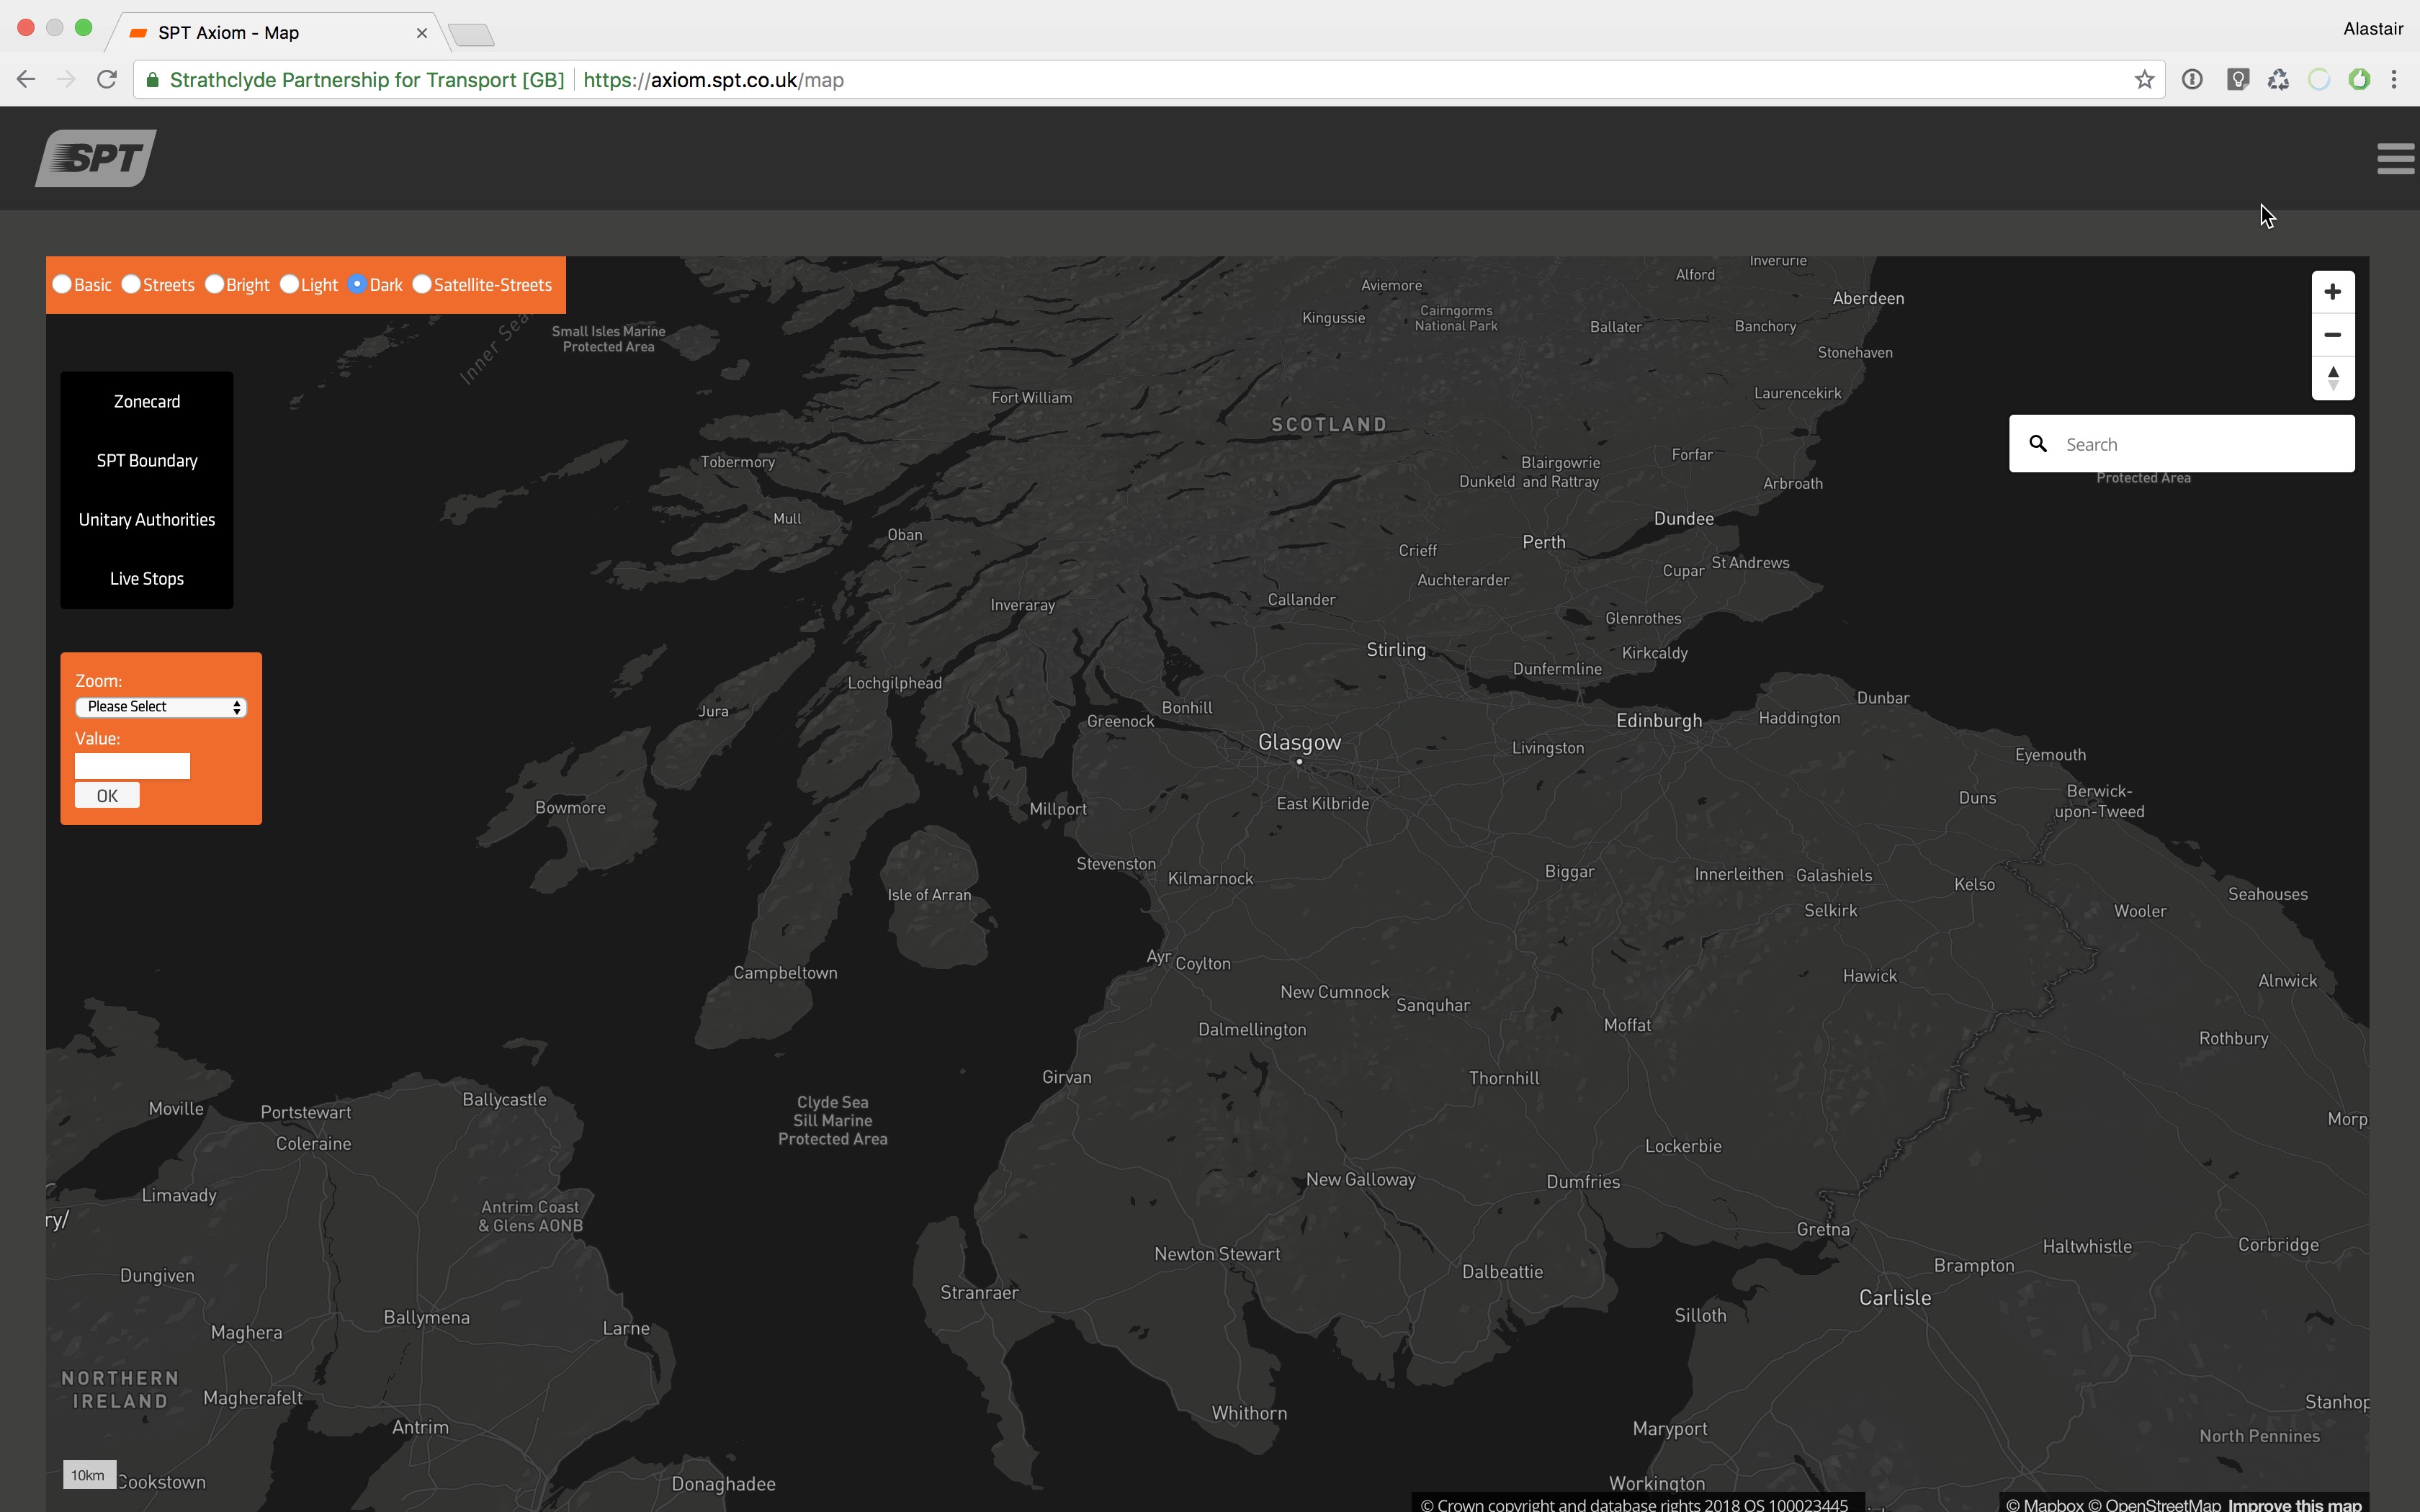 SPT Axiom - Map
Alastair
Strathclyde Partnership for Transport [GB]
https://axiom.spt.co.uk/map
SPT
Basic Streets Bright Light Dark Satellite-Streets
Zonecard
SPT Boundary
Unitary Authorities
Live Stops
Zoom:
Please Select
Value:
OK
Search
Protected Area
Inverurie
Alford
Aviemore
Aberdeen
Cairngorms
National Park
Kingussie
Ballater
Banchory
Small Isles Marine
Protected Area
Stonehaven
Laurencekirk
Fort William
SCOTLAND
Tobermory
Blairgowrie
and Rattray
Forfar
Dunkeld
Arbroath
Mull
Dundee
Oban
Perth
Crieff
St Andrews
Cupar
Auchterarder
Callander
Inveraray
Glenrothes
Stirling
Kirkcaldy
Dunfermline
Lochgilphead
Dunbar
Jura
Bonhill
Greenock
Edinburgh
Haddington
Glasgow
Livingston
Eyemouth
Berwick-
upon-Tweed
Duns
East Kilbride
Bowmore
Millport
Stevenston
Kilmarnock
Biggar
Innerleithen
Galashiels
Kelso
Seahouses
Isle of Arran
Selkirk
Wooler
Ayr
Coylton
Campbeltown
Hawick
Alnwick
New Cumnock
Sanquhar
Dalmellington
Moffat
Rothbury
Girvan
Thornhill
Ballycastle
Clyde Sea
Sill Marine
Protected Area
Moville
Portstewart
Morp
Coleraine
Lockerbie
New Galloway
Dumfries
Limavady
Antrim Coast
& Glens AONB
ry/
Gretna
Haltwhistle
Corbridge
Newton Stewart
Brampton
Dungiven
Dalbeattie
Stranraer
Carlisle
Silloth
Ballymena
Larne
Maghera
NORTHERN
IRELAND
Magherafelt
Stanhop
Whithorn
Antrim
Maryport
North Pennines
10km
Cookstown
Donaghadee
Workington
© Crown copyright and database rights 2018 OS 100023445
© Mapbox © OpenStreetMap Improve this map